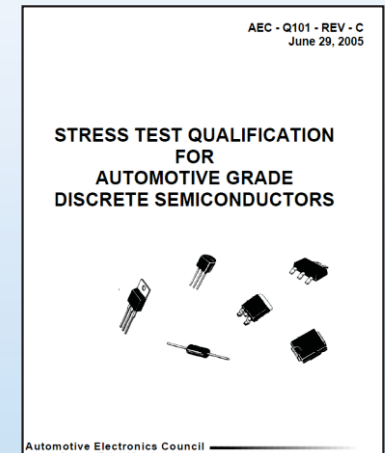 AEC - Q101 - REV - C
June 29, 2005
STRESS TEST QUALIFICATION
FOR
AUTOMOTIVE GRADE
DISCRETE SEMICONDUCTORS
Automotive Electronics Council